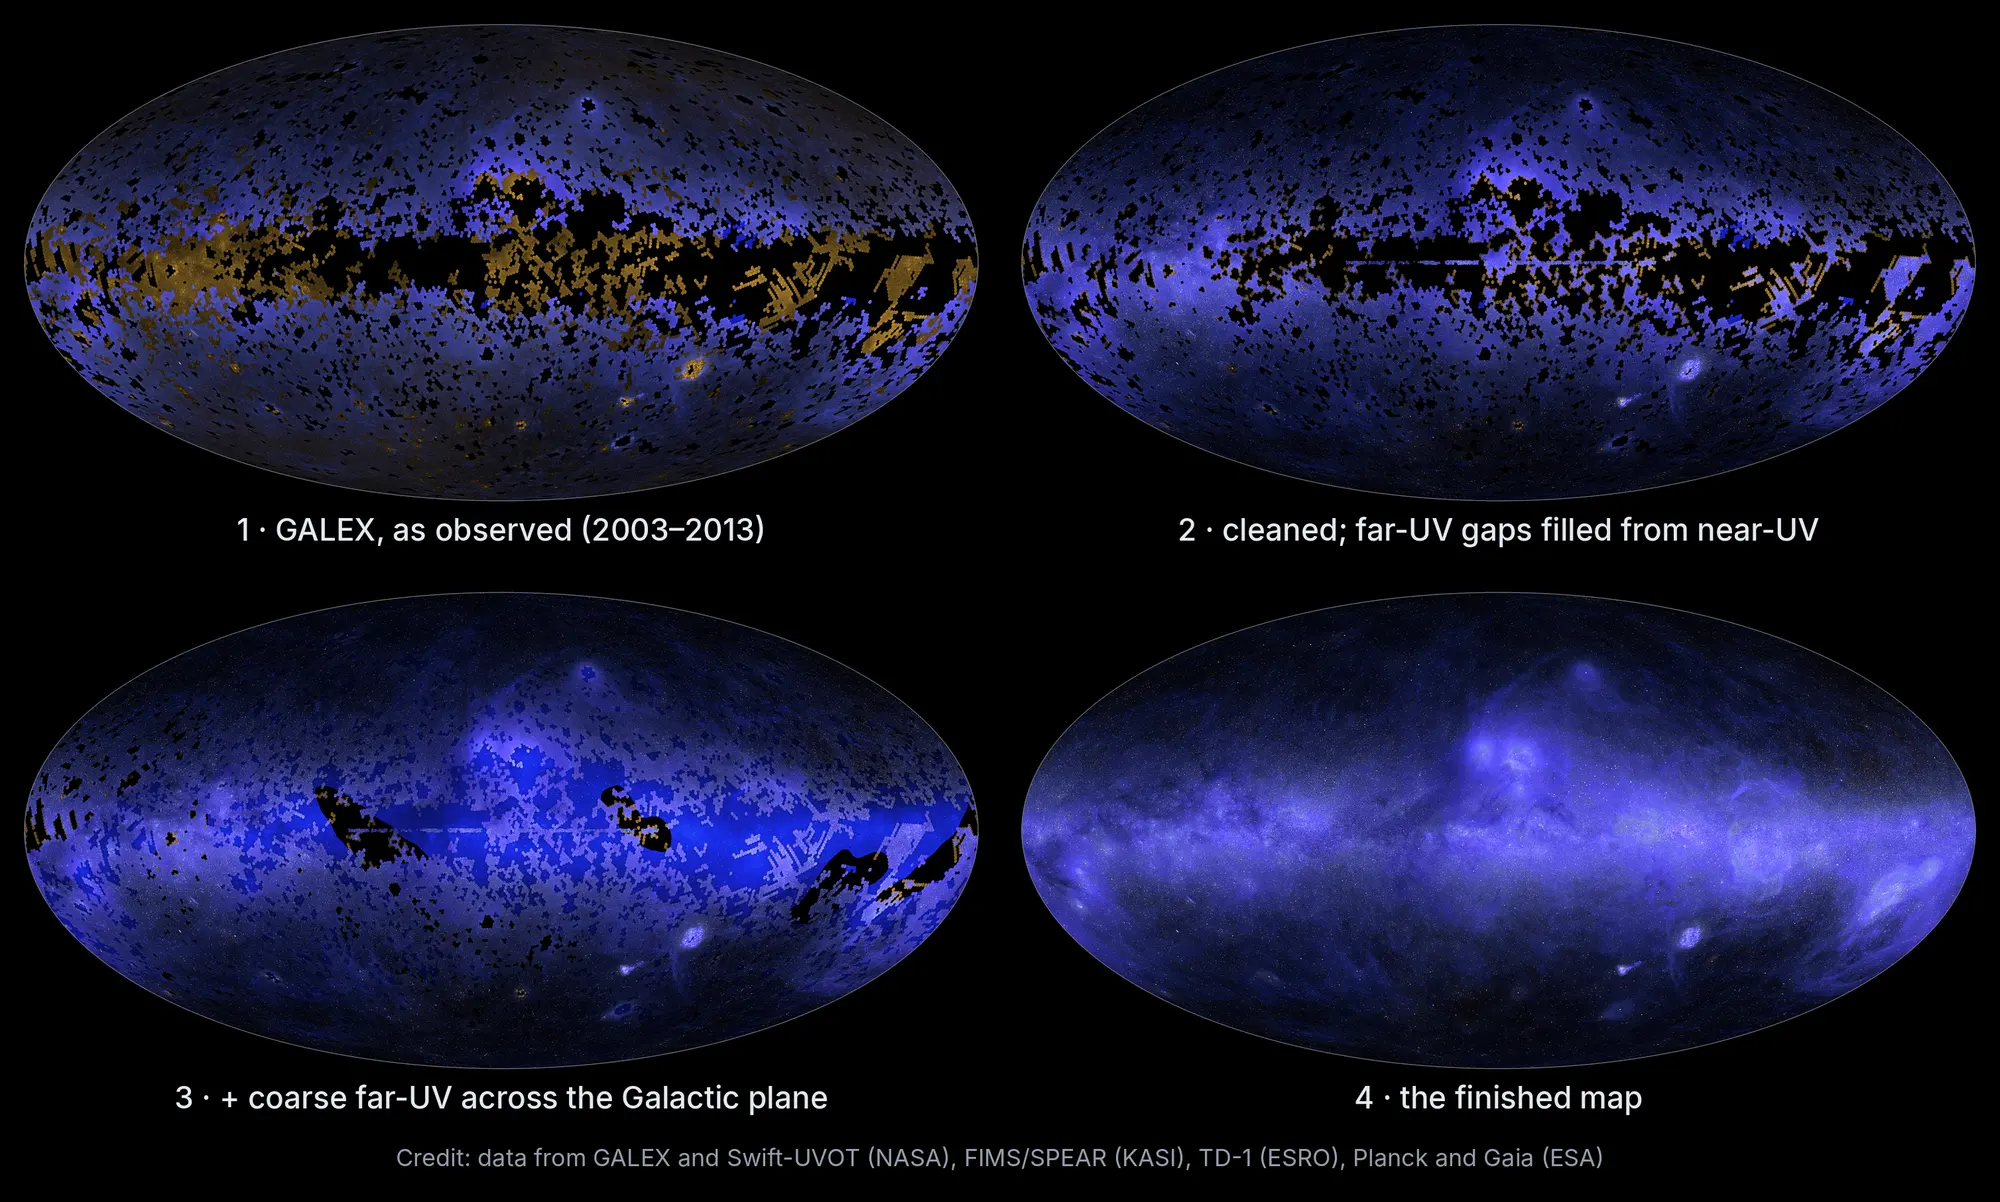 1 · GALEX, as observed (2003–2013)
2 · cleaned; far-UV gaps filled from near-UV
3 · + coarse far-UV across the Galactic plane
4 · the finished map
Credit: data from GALEX and Swift-UVOT (NASA), FIMS/SPEAR (KASI), TD-1 (ESRO), Planck and Gaia (ESA)